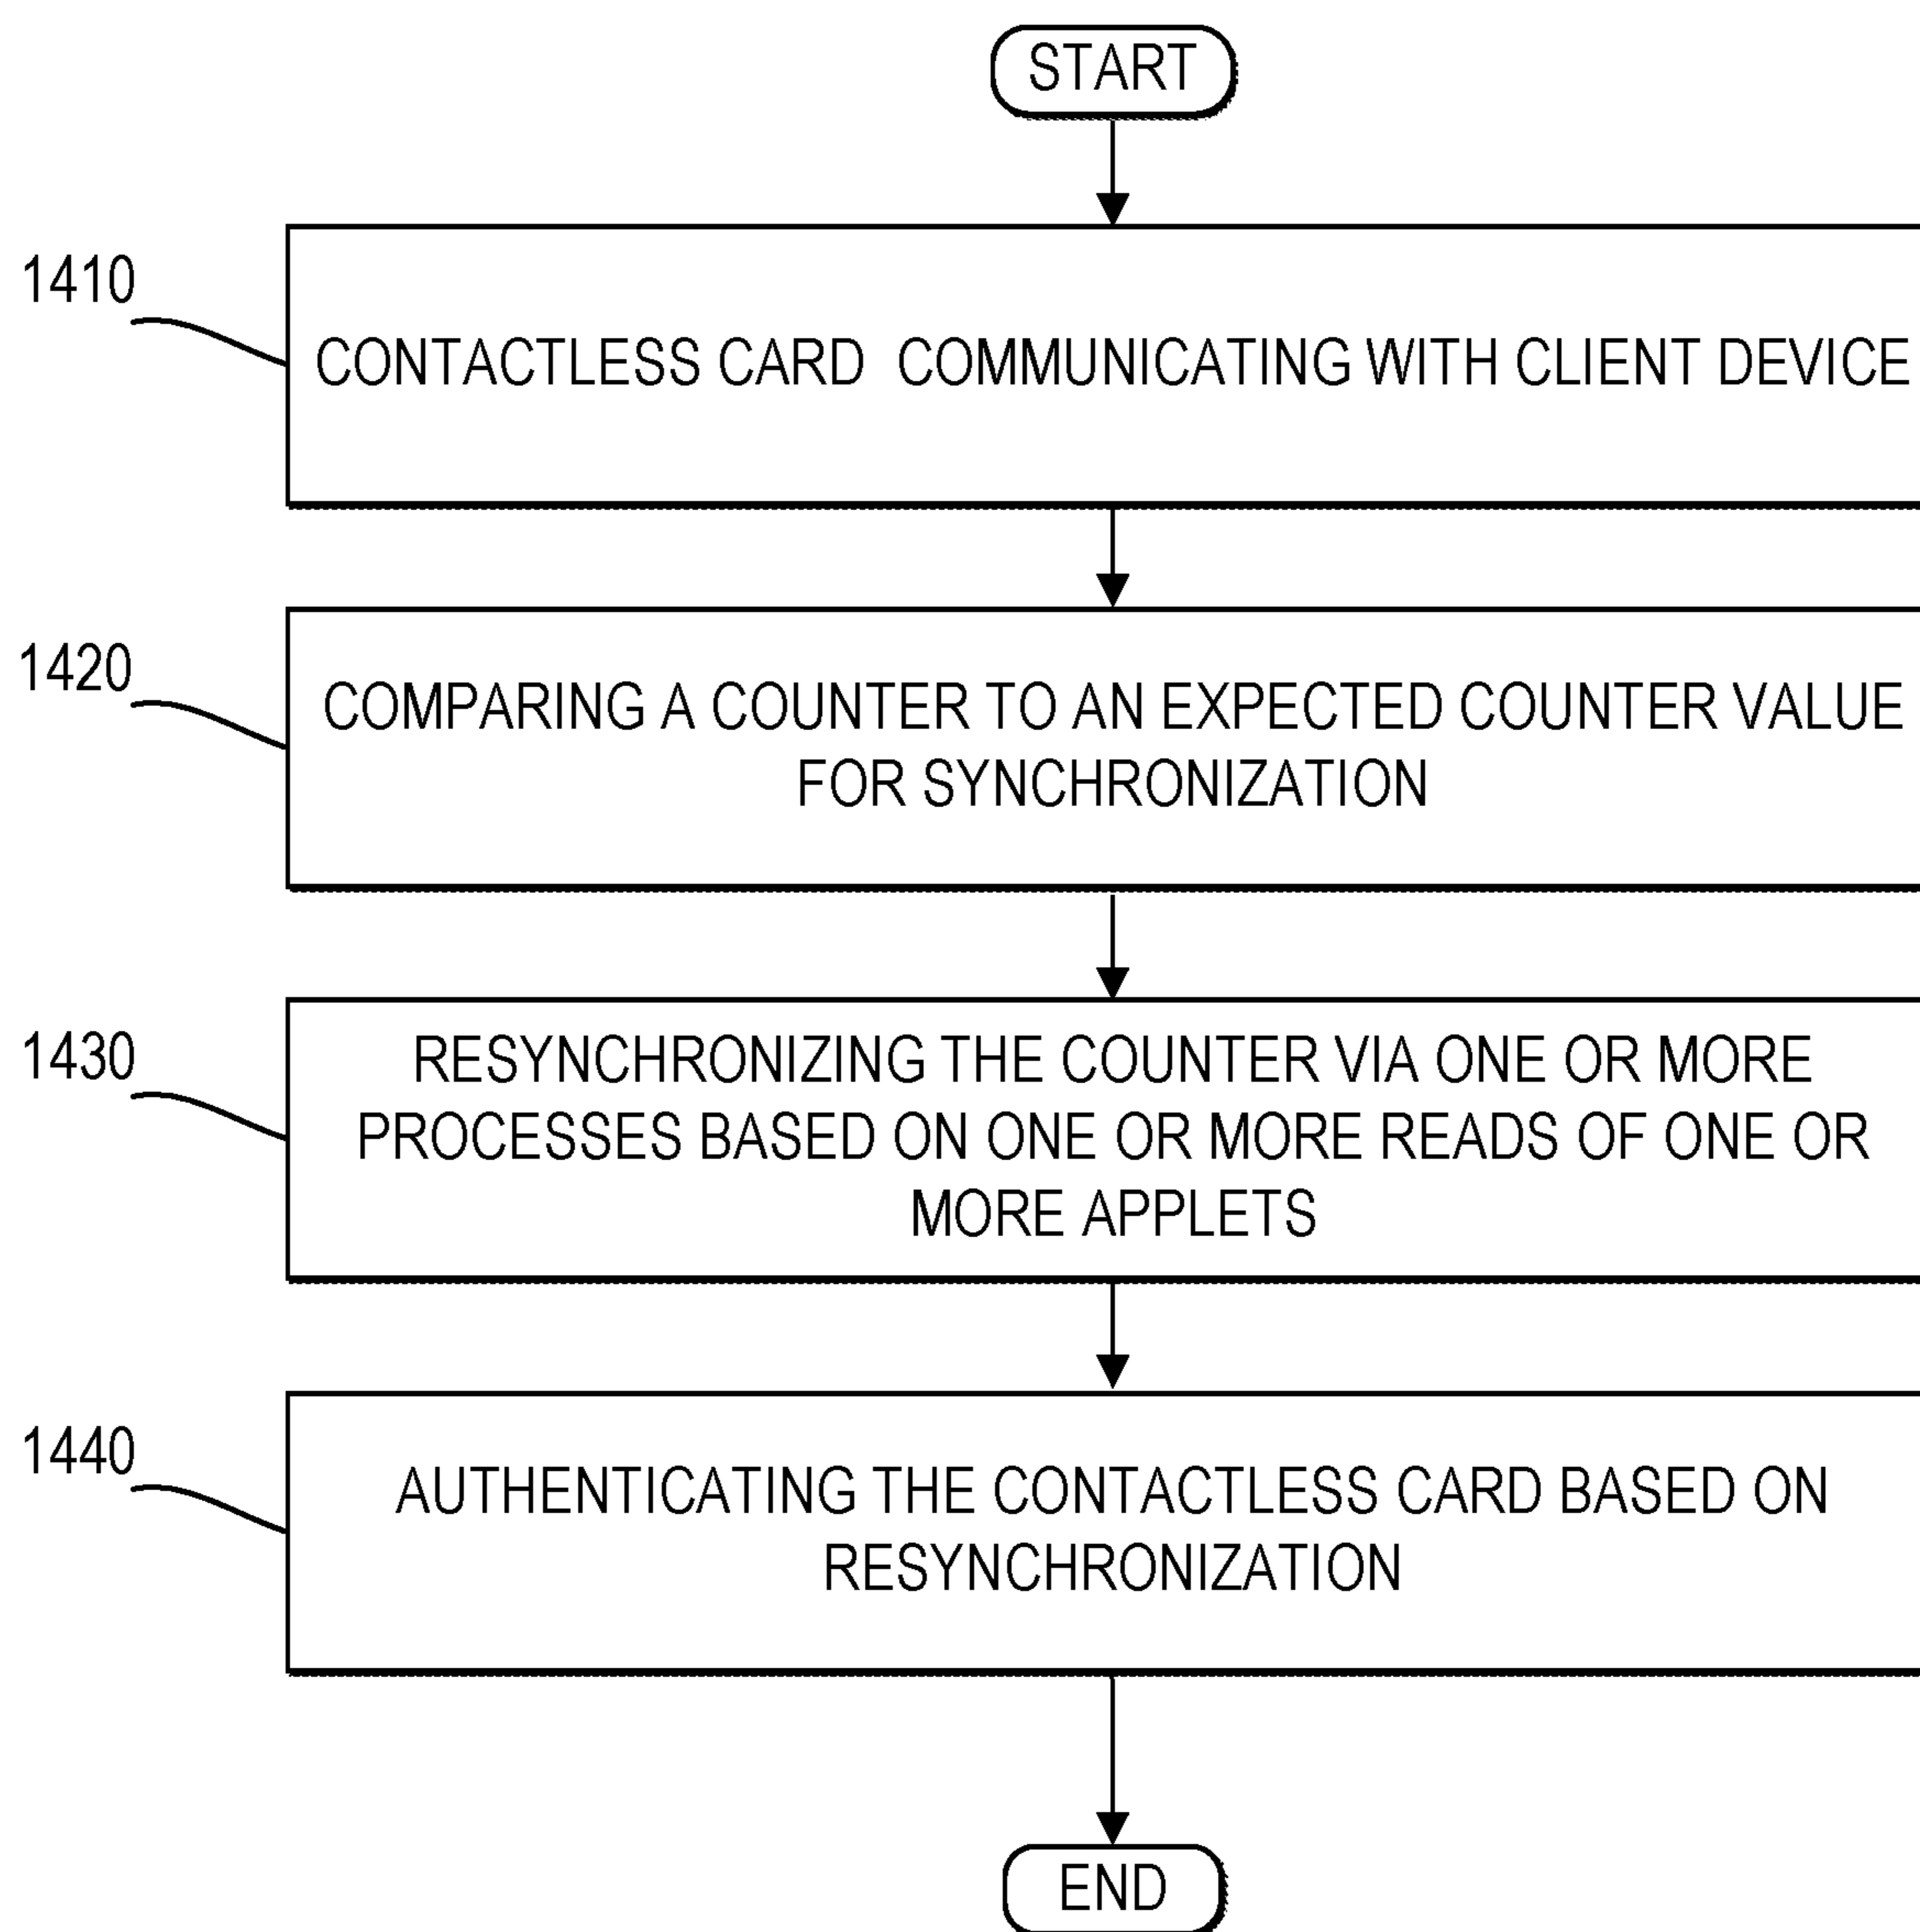 START
1410
CONTACTLESS CARD COMMUNICATING WITH CLIENT DEVICE
1420
COMPARING A COUNTER TO AN EXPECTED COUNTER VALUE
FOR SYNCHRONIZATION
1430
RESYNCHRONIZING THE COUNTER VIA ONE OR MORE
PROCESSES BASED ON ONE OR MORE READS OF ONE OR
MORE APPLETS
1440
AUTHENTICATING THE CONTACTLESS CARD BASED ON
RESYNCHRONIZATION
END